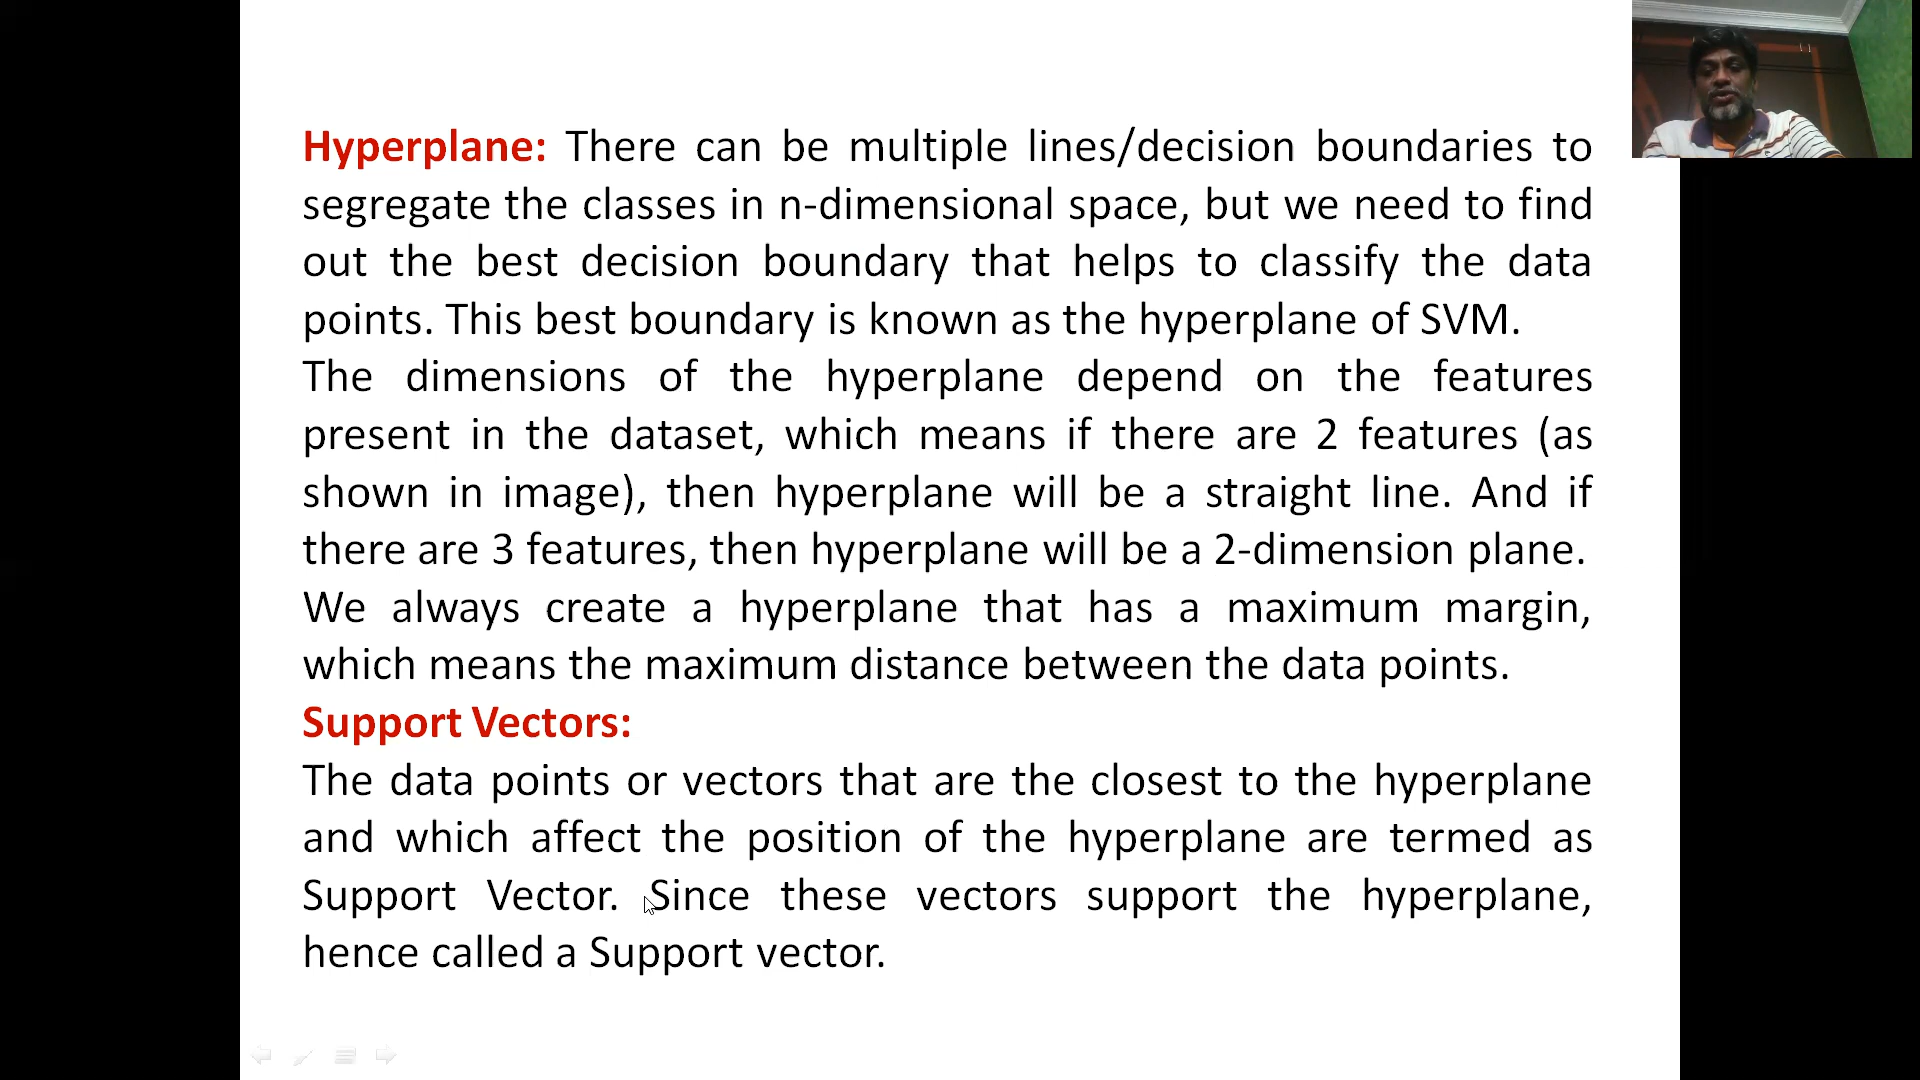 Hyperplane: There can be multiple lines/decision boundaries to
segregate the classes in n-dimensional space, but we need to find
out the best decision boundary that helps to classify the data
points. This best boundary is known as the hyperplane of SVM.
The dimensions of the hyperplane depend on the features
present in the dataset, which means if there are 2 features (as
shown in image), then hyperplane will be a straight line. And if
there are 3 features, then hyperplane will be a 2-dimension plane.
We always create a hyperplane that has a maximum margin,
which means the maximum distance between the data points.
Support Vectors:
The data points or vectors that are the closest to the hyperplane
and which affect the position of the hyperplane are termed as
Support Vector. Since these vectors support the hyperplane,
hence called a Support vector.